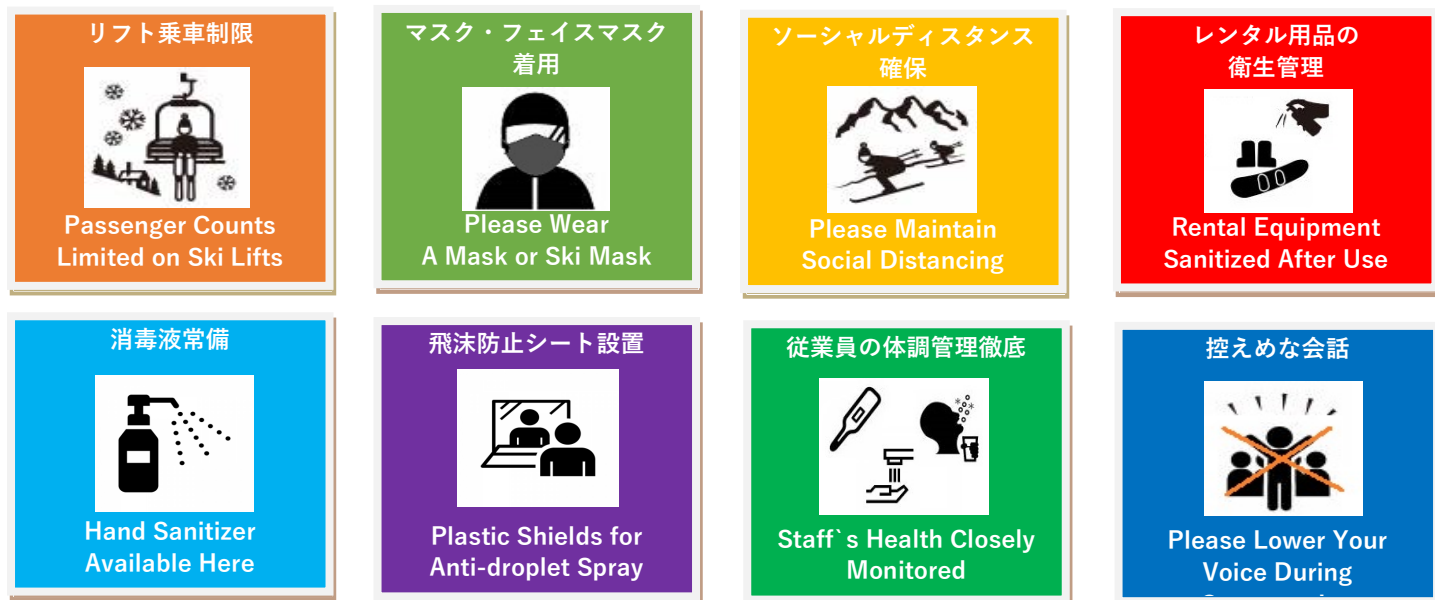 リフト乗車制限
Passenger Counts
Limited on Ski Lifts
マスク・フェイスマスク
着用
Please Wear
A Mask or Ski Mask
ソーシャルディスタンス
確保
Please Maintain
Social Distancing
レンタル用品の
衛生管理
Rental Equipment
Sanitized After Use
消毒液常備
Hand Sanitizer
Available Here
飛沫防止シート設置
Plastic Shields for
Anti-droplet Spray
従業員の体調管理徹底
Staff`s Health Closely
Monitored
控えめな会話
Please Lower Your
Voice During